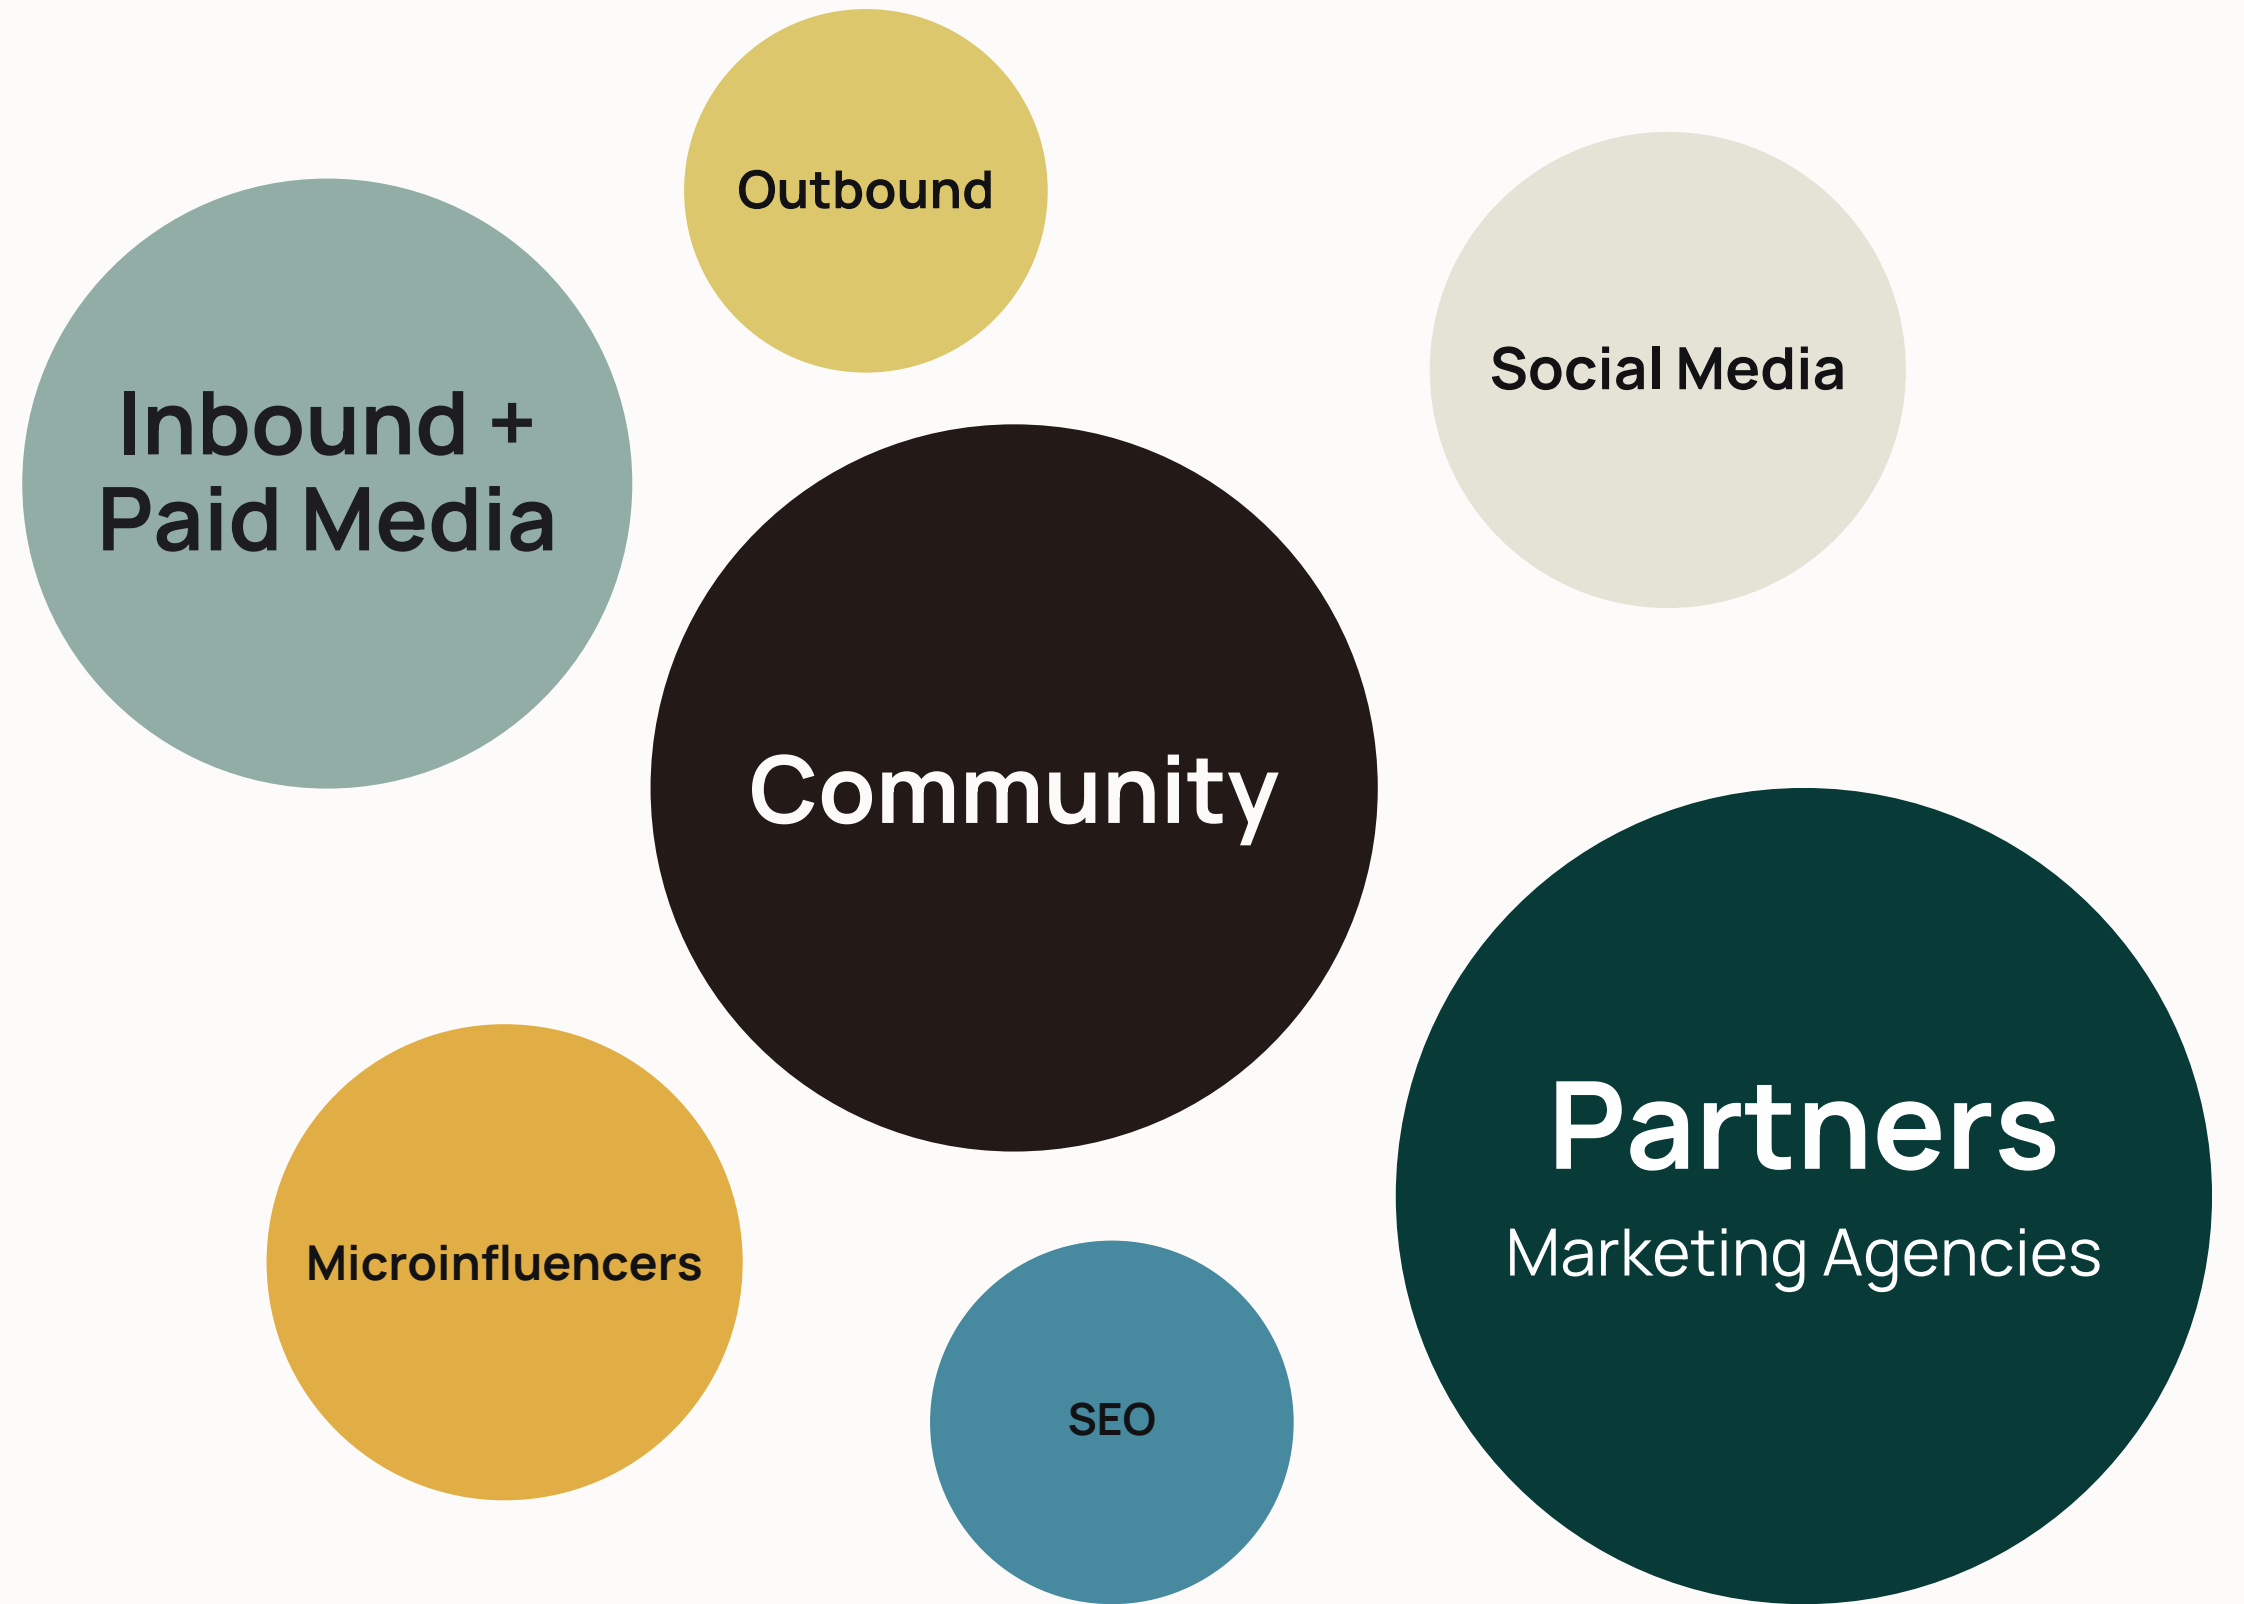 Outbound
Social Media
Inbound +
Paid Media
Community
Partners
Marketing Agencies
Microinfluencers
SEO